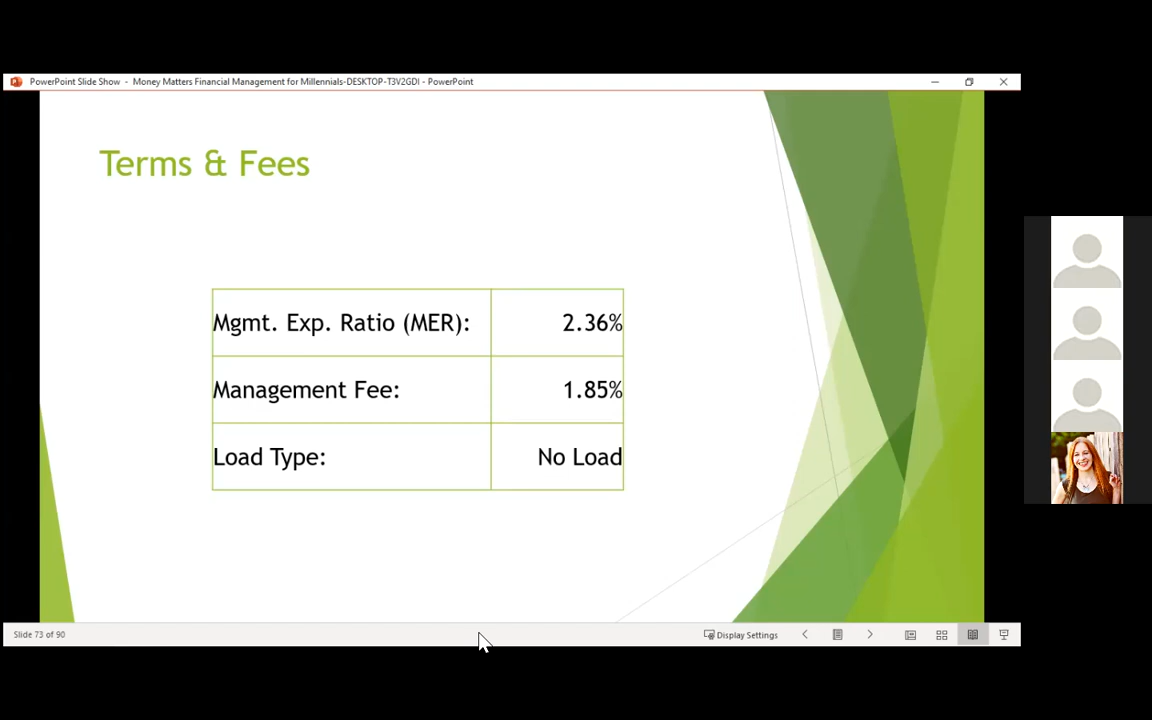 PowerPoint Slide Show - Money Matters Financial Management for Millennials-DESKTOP-T3V2GDI - PowerPoint
Terms & Fees
Mgmt. Exp. Ratio (MER): 2.36%
Management Fee: 1.85%
Load Type: No Load
Slide 73 of 90 Display Settings